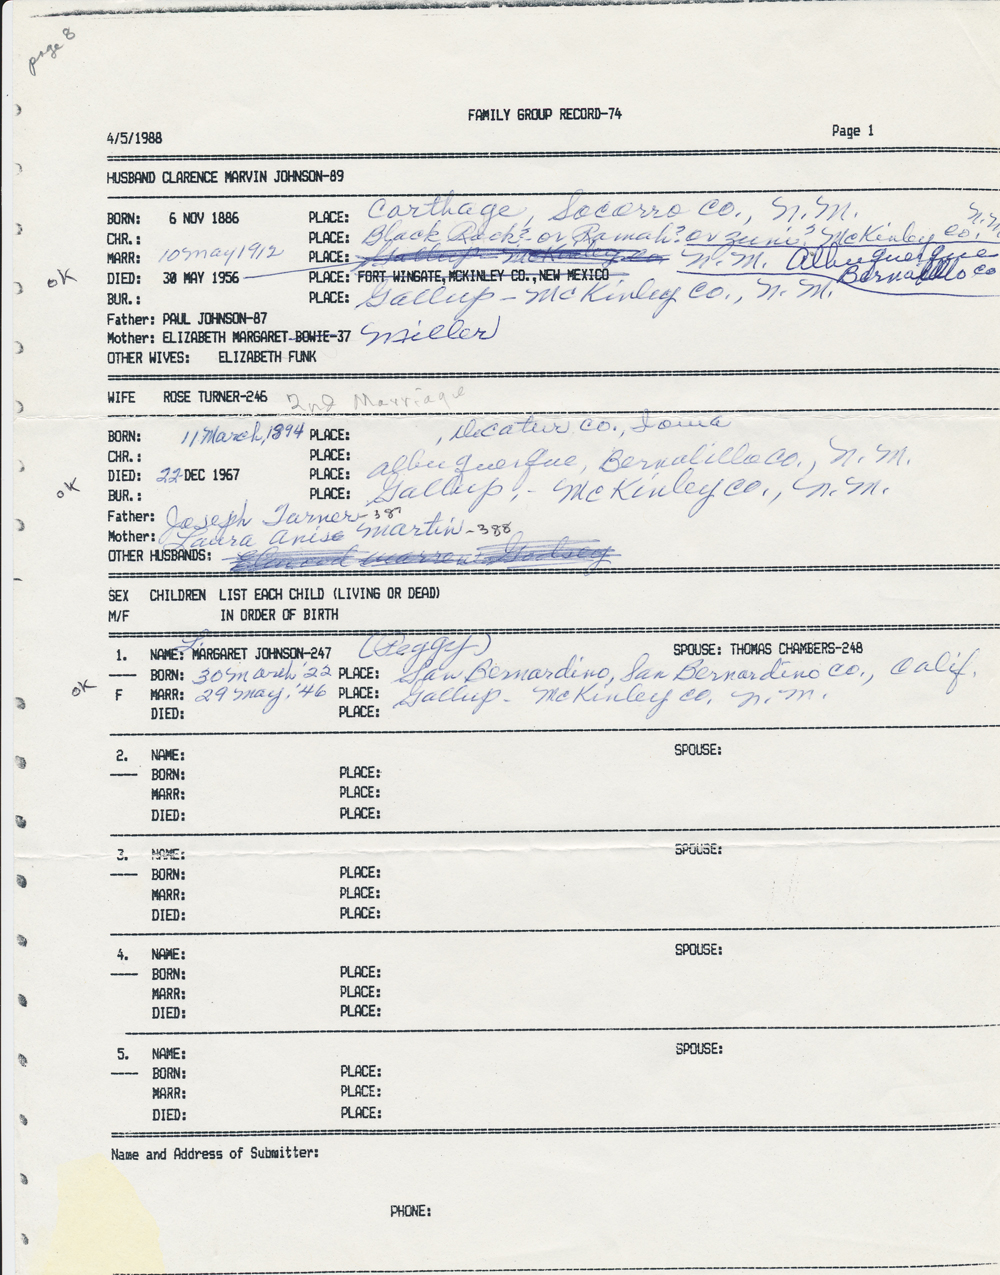 page 8
FAMILY GROUP RECORD-74
4/5/1988 Page 1
HUSBAND CLARENCE MARVIN JOHNSON-89
BORN: 6 NOV 1886 PLACE: Carthage, Socorro Co., N.M.
CHR.: PLACE: Black Rock? or Ramah? or Zuni? McKinley Co. N.M.
MARR: 10 May 1912 PLACE: Gallup - McKinley Co N.M. Albuquerque
OK DIED: 30 MAY 1956 PLACE: FORT WINGATE, MCKINLEY CO., NEW MEXICO Bernalillo Co
BUR.: PLACE: Gallup - McKinley Co., N.M.
Father: PAUL JOHNSON-87
Mother: ELIZABETH MARGARET BOWIE-37 Miller
OTHER WIVES: ELIZABETH FUNK
WIFE ROSE TURNER-246 2nd Marriage
BORN: 11 March, 1894 PLACE: , Decatur Co., Iowa
CHR.: PLACE:
DIED: 22 DEC 1967 PLACE: Albuquerque, Bernalillo Co., N.M.
OK BUR.: PLACE: Gallup, - McKinley Co., N.M.
Father: Joseph Turner-387
Mother: Laura Anise Martin-388
OTHER HUSBANDS: Warren Godsey
SEX CHILDREN LIST EACH CHILD (LIVING OR DEAD)
M/F IN ORDER OF BIRTH
1. NAME: L. MARGARET JOHNSON-247 (Peggy) SPOUSE: THOMAS CHAMBERS-248
BORN: 30 March '22 PLACE: San Bernardino, San Bernardino Co., Calif.
OK F MARR: 29 May, '46 PLACE: Gallup - McKinley Co. N.M.
DIED: PLACE:
2. NAME: SPOUSE:
BORN: PLACE:
MARR: PLACE:
DIED: PLACE:
3. NAME: SPOUSE:
BORN: PLACE:
MARR: PLACE:
DIED: PLACE:
4. NAME: SPOUSE:
BORN: PLACE:
MARR: PLACE:
DIED: PLACE:
5. NAME: SPOUSE:
BORN: PLACE:
MARR: PLACE:
DIED: PLACE:
Name and Address of Submitter:
PHONE: